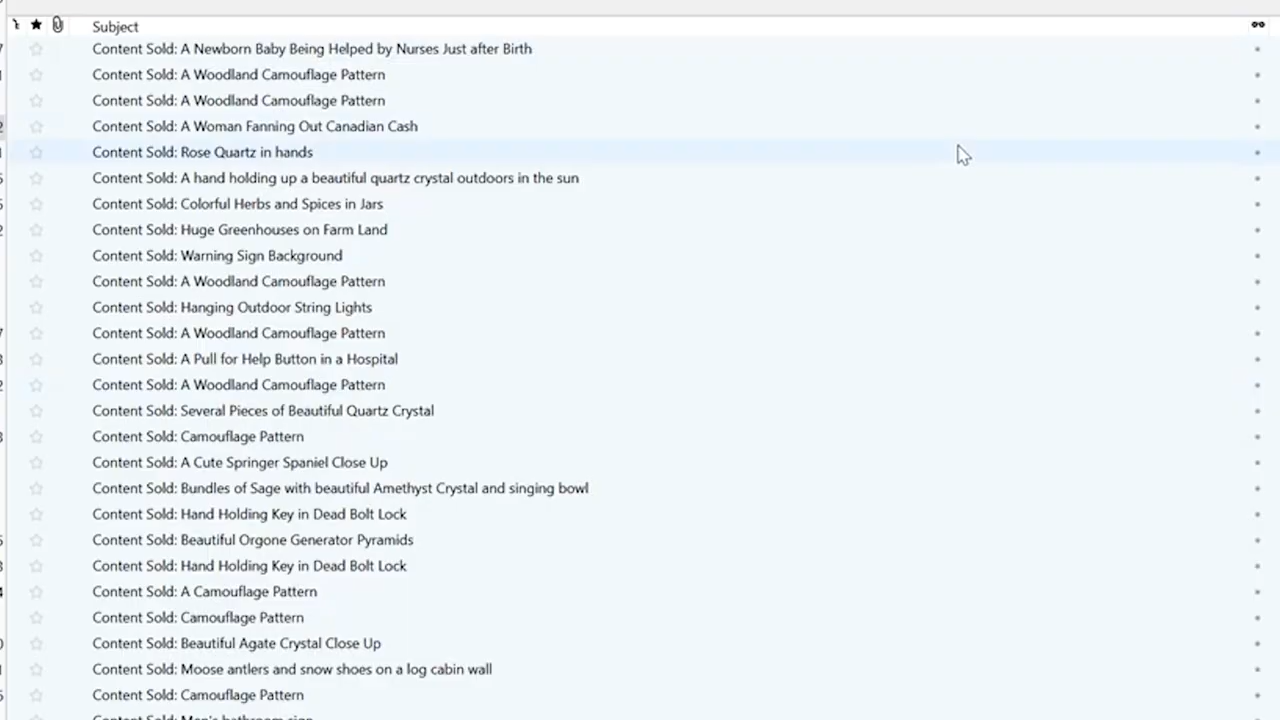 Subject
Content Sold: A Newborn Baby Being Helped by Nurses Just after Birth
Content Sold: A Woodland Camouflage Pattern
Content Sold: A Woodland Camouflage Pattern
Content Sold: A Woman Fanning Out Canadian Cash
Content Sold: Rose Quartz in hands
Content Sold: A hand holding up a beautiful quartz crystal outdoors in the sun
Content Sold: Colorful Herbs and Spices in Jars
Content Sold: Huge Greenhouses on Farm Land
Content Sold: Warning Sign Background
Content Sold: A Woodland Camouflage Pattern
Content Sold: Hanging Outdoor String Lights
Content Sold: A Woodland Camouflage Pattern
Content Sold: A Pull for Help Button in a Hospital
Content Sold: A Woodland Camouflage Pattern
Content Sold: Several Pieces of Beautiful Quartz Crystal
Content Sold: Camouflage Pattern
Content Sold: A Cute Springer Spaniel Close Up
Content Sold: Bundles of Sage with beautiful Amethyst Crystal and singing bowl
Content Sold: Hand Holding Key in Dead Bolt Lock
Content Sold: Beautiful Orgone Generator Pyramids
Content Sold: Hand Holding Key in Dead Bolt Lock
Content Sold: A Camouflage Pattern
Content Sold: Camouflage Pattern
Content Sold: Beautiful Agate Crystal Close Up
Content Sold: Moose antlers and snow shoes on a log cabin wall
Content Sold: Camouflage Pattern